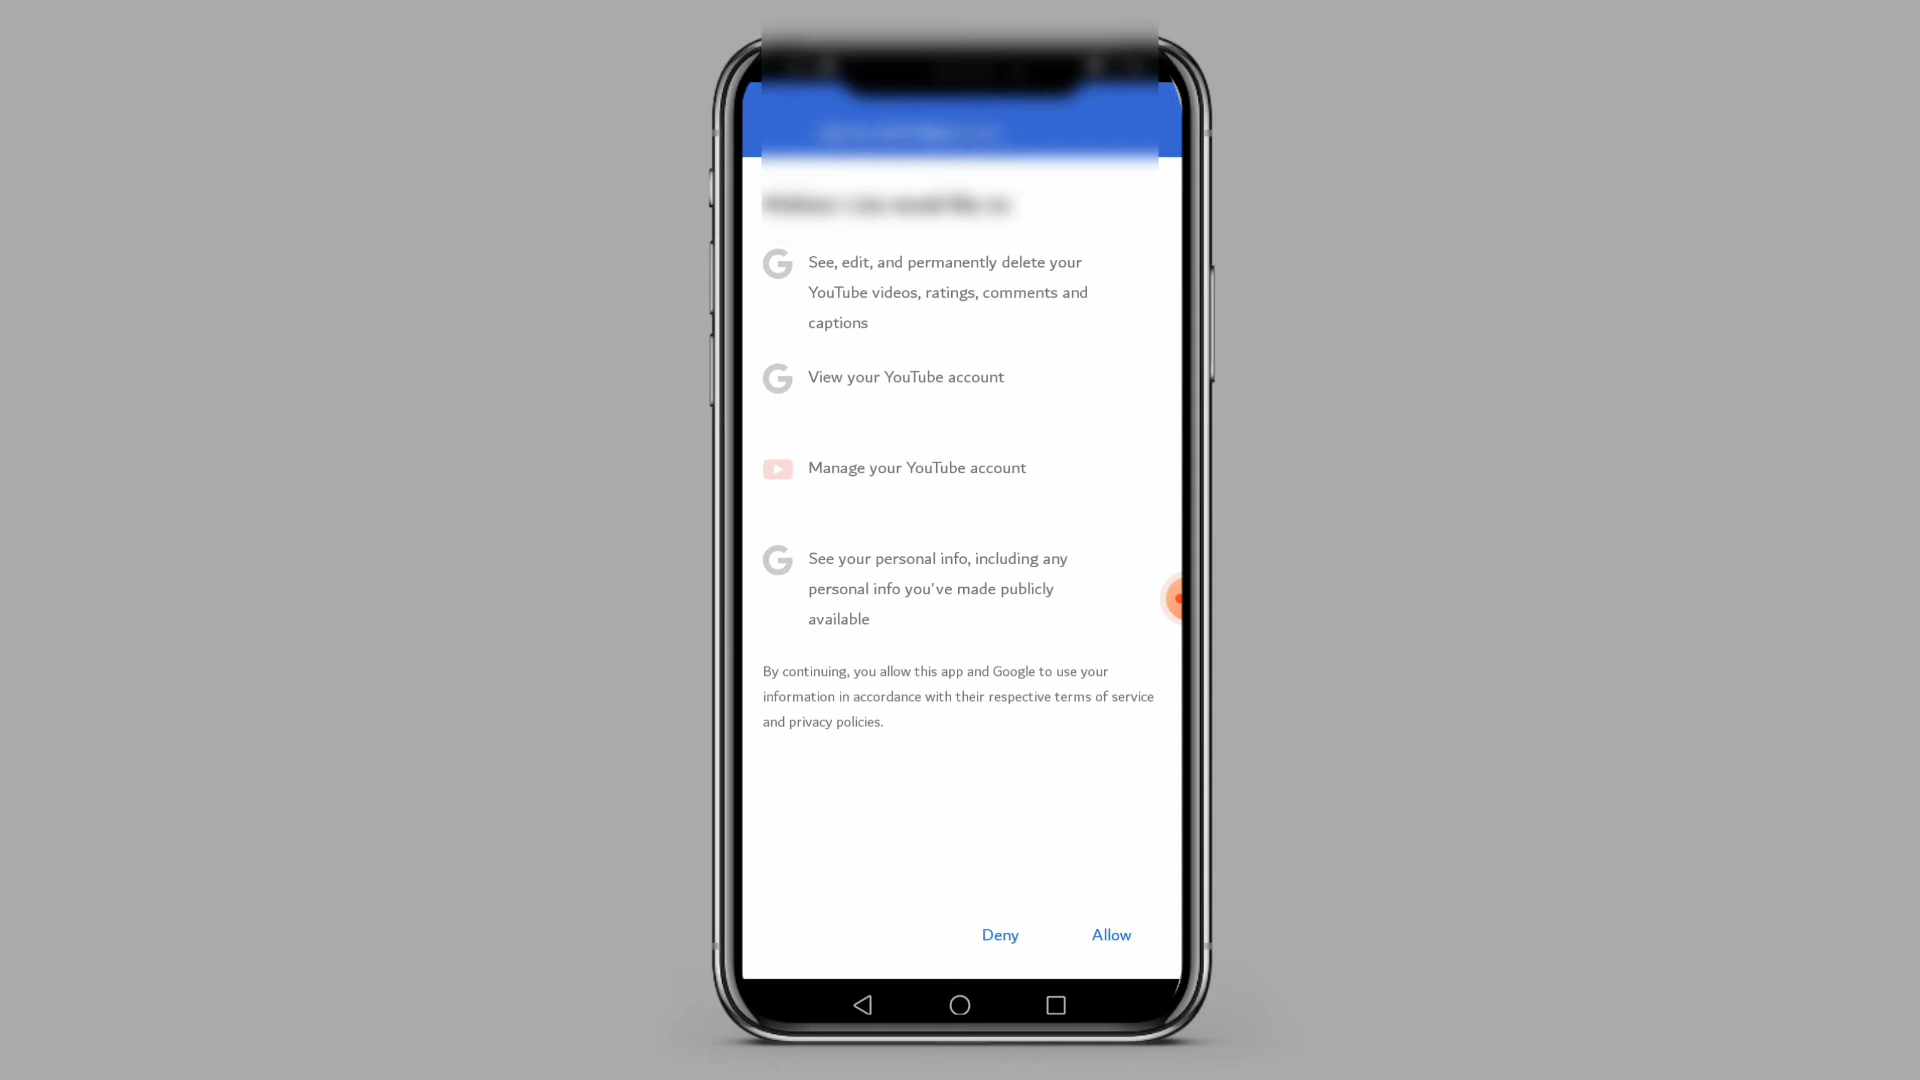 See, edit, and permanently delete your
YouTube videos, ratings, comments and
captions
View your YouTube account
Manage your YouTube account
See your personal info, including any
personal info you've made publicly
available
By continuing, you allow this app and Google to use your
information in accordance with their respective terms of service
and privacy policies.
Deny
Allow